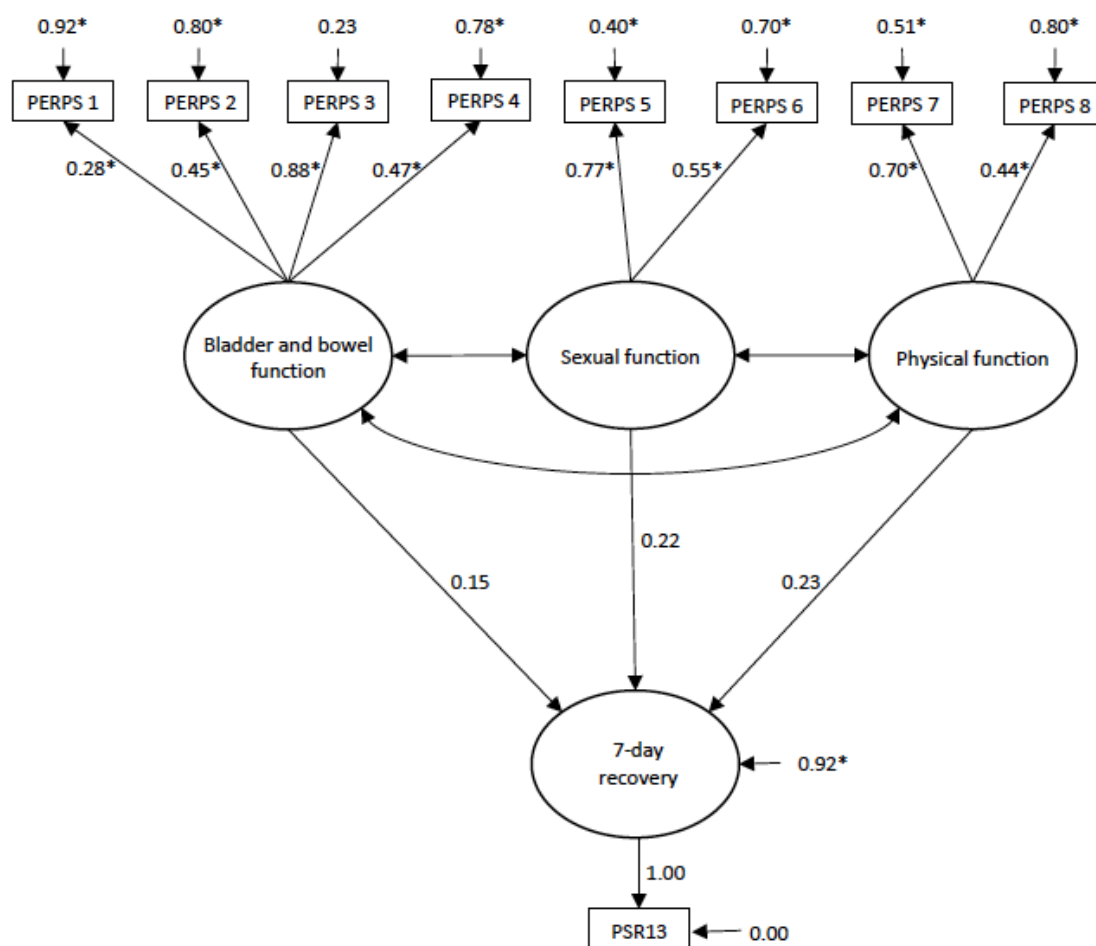 0.92* 0.80* 0.23 0.78* 0.40* 0.70* 0.51* 0.80*
PERPS 1 PERPS 2 PERPS 3 PERPS 4 PERPS 5 PERPS 6 PERPS 7 PERPS 8
0.28* 0.45* 0.88* 0.47* 0.77* 0.55* 0.70* 0.44*
Bladder and bowel
function
Sexual function
Physical function
0.22
0.15 0.23
7-day
recovery
0.92*
1.00
PSR13 0.00